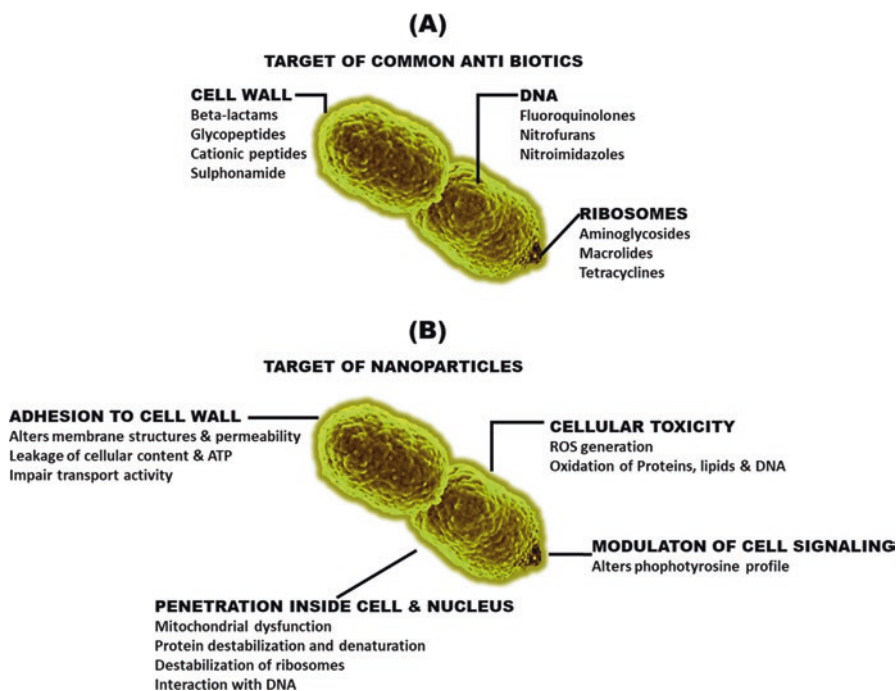 (A)
TARGET OF COMMON ANTI BIOTICS
CELL WALL
Beta-lactams
Glycopeptides
Cationic peptides
Sulphonamide
DNA
Fluoroquinolones
Nitrofurans
Nitroimidazoles
RIBOSOMES
Aminoglycosides
Macrolides
Tetracyclines
(B)
TARGET OF NANOPARTICLES
ADHESION TO CELL WALL
Alters membrane structures & permeability
Leakage of cellular content & ATP
Impair transport activity
CELLULAR TOXICITY
ROS generation
Oxidation of Proteins, lipids & DNA
MODULATON OF CELL SIGNALING
Alters phophotyrosine profile
PENETRATION INSIDE CELL & NUCLEUS
Mitochondrial dysfunction
Protein destabilization and denaturation
Destabilization of ribosomes
Interaction with DNA